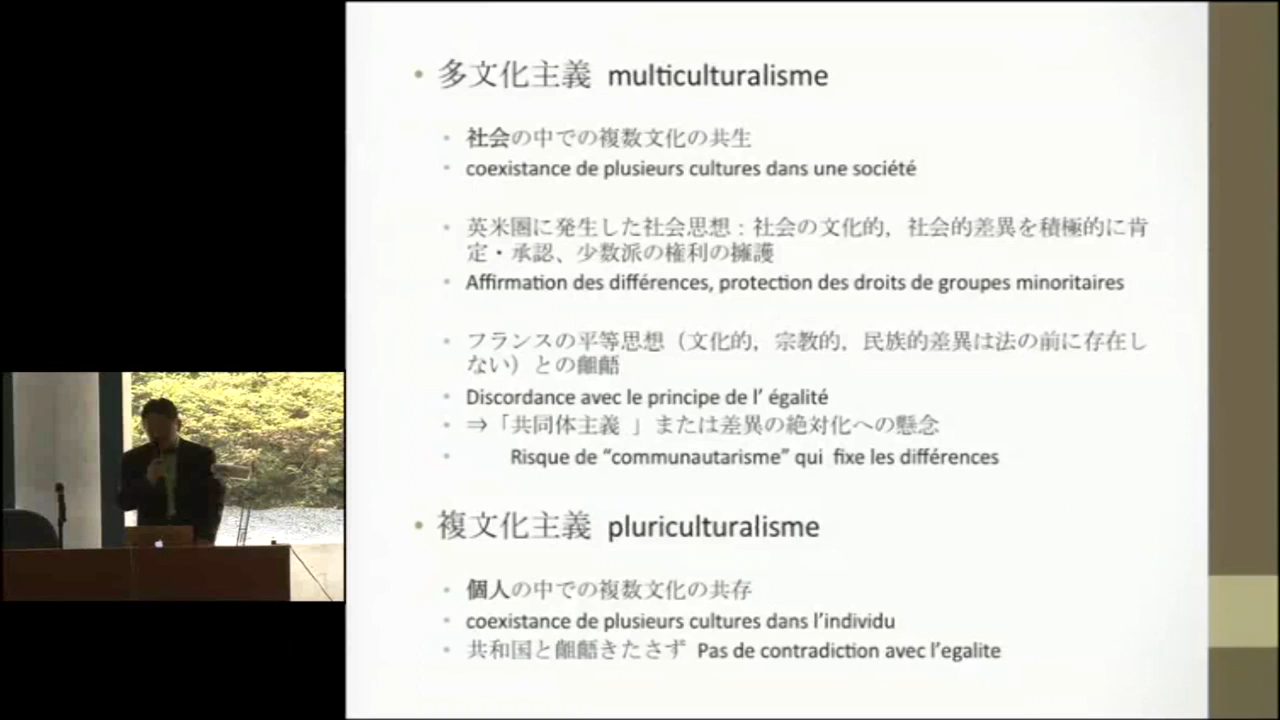 • 多文化主義 multiculturalisme
• 社会の中での複数文化の共生
• coexistance de plusieurs cultures dans une société
• 英米圏に発生した社会思想：社会の文化的，社会的差異を積極的に肯
定・承認、少数派の権利の擁護
• Affirmation des différences, protection des droits de groupes minoritaires
• フランスの平等思想（文化的，宗教的，民族的差異は法の前に存在し
ない）との齟齬
• Discordance avec le principe de l’ égalité
• ⇒「共同体主義 」または差異の絶対化への懸念
• Risque de “communautarisme” qui fixe les différences
• 複文化主義 pluriculturalisme
• 個人の中での複数文化の共存
• coexistance de plusieurs cultures dans l’individu
• 共和国と齟齬きたさず Pas de contradiction avec l’egalite